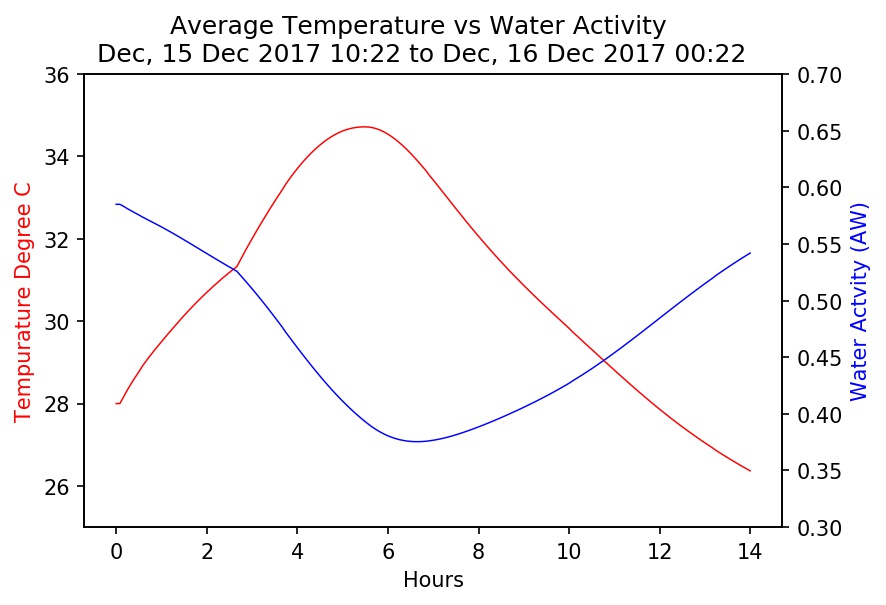 Average Temperature vs Water Activity
Dec, 15 Dec 2017 10:22 to Dec, 16 Dec 2017 00:22
Tempurature Degree C
36
34
32
30
28
26
0.70
0.65
0.60
0.55
0.50
0.45
0.40
0.35
0.30
Water Actvity (AW)
0 2 4 6 8 10 12 14
Hours